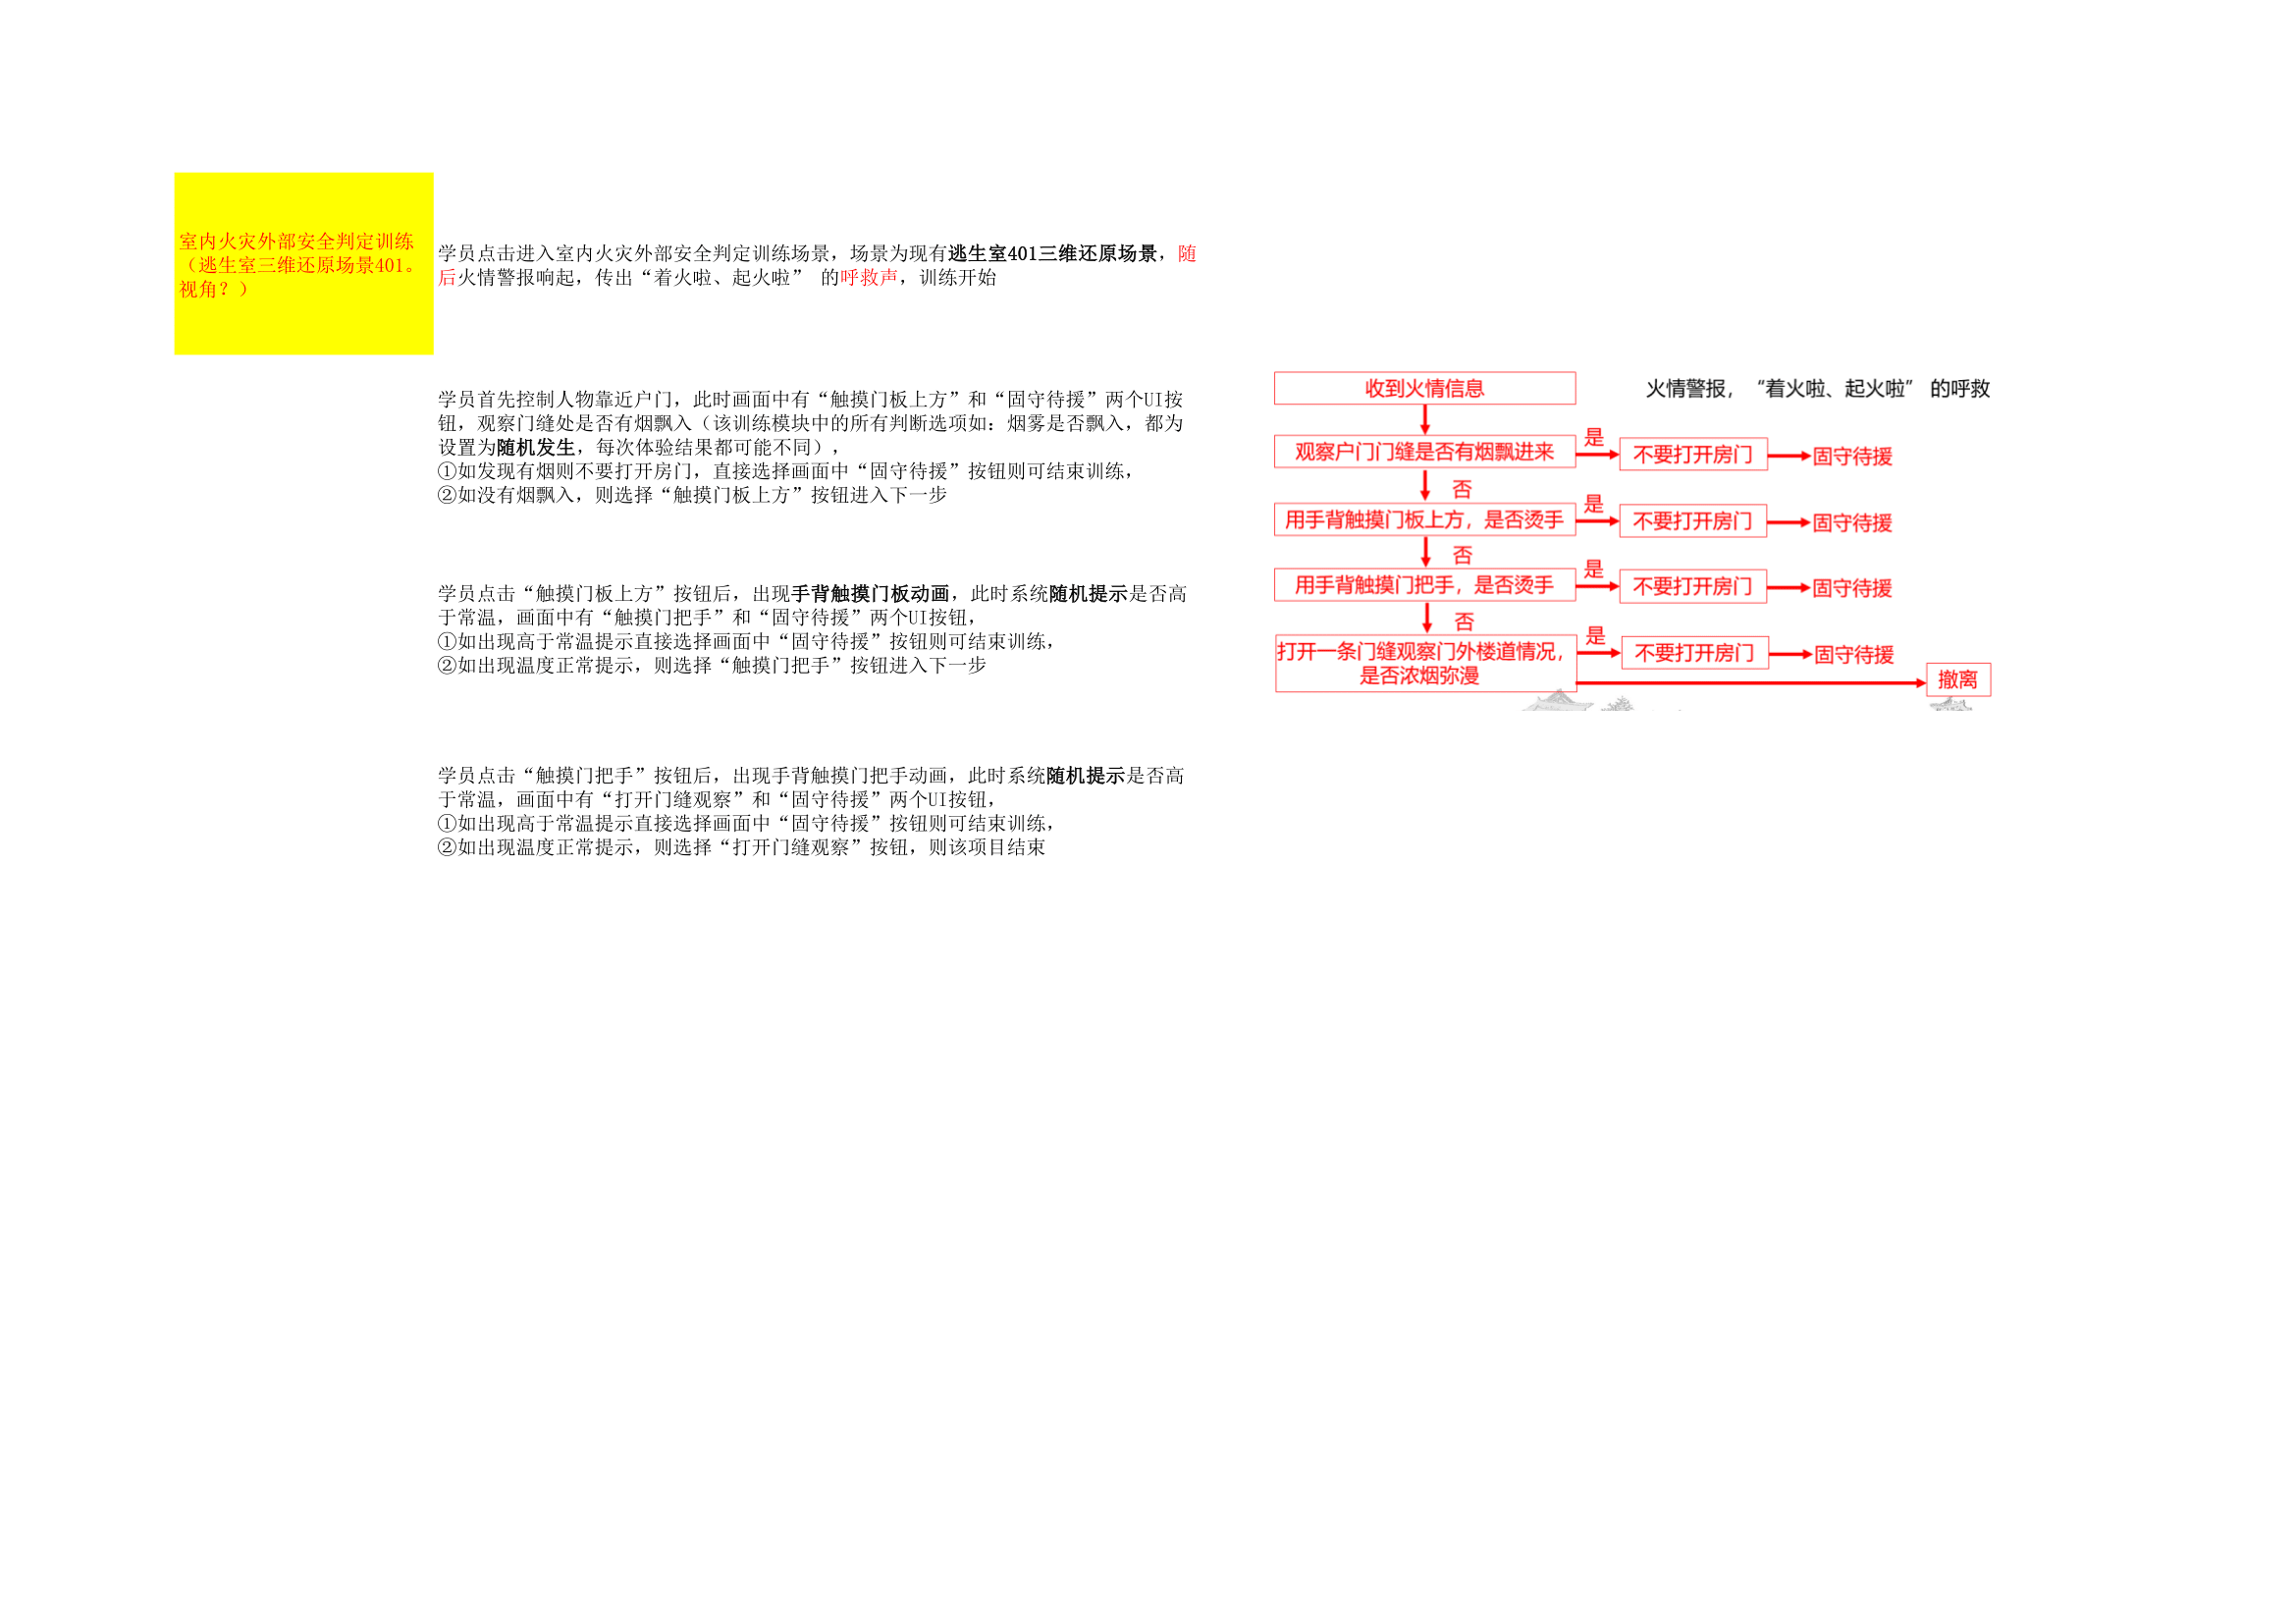 室内火灾外部安全判定训练
（逃生室三维还原场景401。
视角？）
学员点击进入室内火灾外部安全判定训练场景，场景为现有逃生室401三维还原场景，随
后火情警报响起，传出“着火啦、起火啦” 的呼救声，训练开始
学员首先控制人物靠近户门，此时画面中有“触摸门板上方”和“固守待援”两个UI按
钮，观察门缝处是否有烟飘入（该训练模块中的所有判断选项如：烟雾是否飘入，都为
设置为随机发生，每次体验结果都可能不同），
①如发现有烟则不要打开房门，直接选择画面中“固守待援”按钮则可结束训练，
②如没有烟飘入，则选择“触摸门板上方”按钮进入下一步
学员点击“触摸门板上方”按钮后，出现手背触摸门板动画，此时系统随机提示是否高
于常温，画面中有“触摸门把手”和“固守待援”两个UI按钮，
①如出现高于常温提示直接选择画面中“固守待援”按钮则可结束训练，
②如出现温度正常提示，则选择“触摸门把手”按钮进入下一步
学员点击“触摸门把手”按钮后，出现手背触摸门把手动画，此时系统随机提示是否高
于常温，画面中有“打开门缝观察”和“固守待援”两个UI按钮，
①如出现高于常温提示直接选择画面中“固守待援”按钮则可结束训练，
②如出现温度正常提示，则选择“打开门缝观察”按钮，则该项目结束
收到火情信息
火情警报，“着火啦、起火啦” 的呼救
观察户门门缝是否有烟飘进来
是
不要打开房门
固守待援
否
用手背触摸门板上方，是否烫手
是
不要打开房门
固守待援
否
用手背触摸门把手，是否烫手
是
不要打开房门
固守待援
否
打开一条门缝观察门外楼道情况，
是否浓烟弥漫
是
不要打开房门
固守待援
撤离